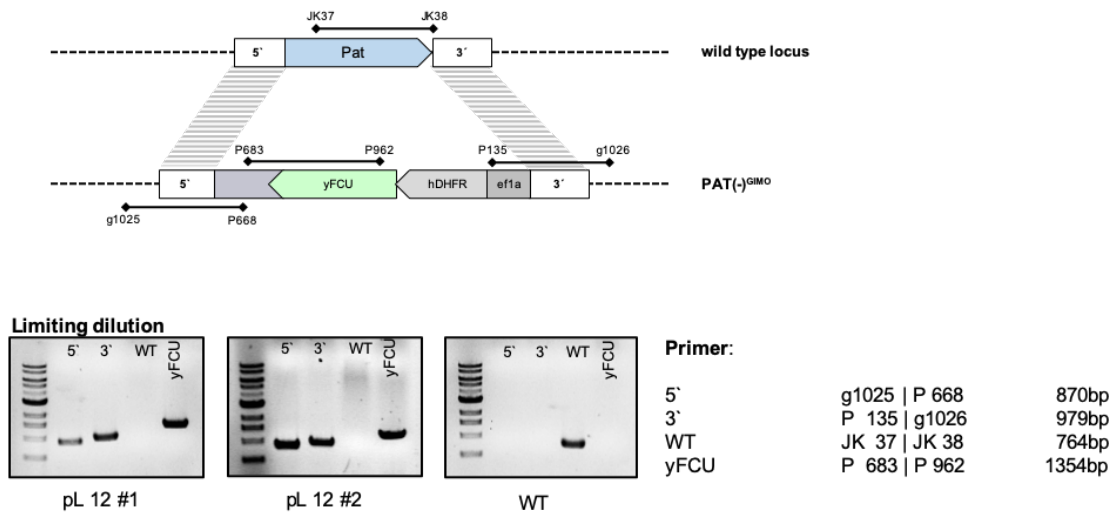 JK37 JK38
5` Pat 3´ wild type locus
P683 P962 P135 g1026
5` yFCU hDHFR ef1a 3´ PAT(-)GIMO
g1025 P668
Limiting dilution
5` 3` WT yFCU
5` 3` WT yFCU
5` 3` WT yFCU
pL 12 #1
pL 12 #2
WT
Primer:
5` g1025 | P 668 870bp
3` P 135 | g1026 979bp
WT JK 37 | JK 38 764bp
yFCU P 683 | P 962 1354bp